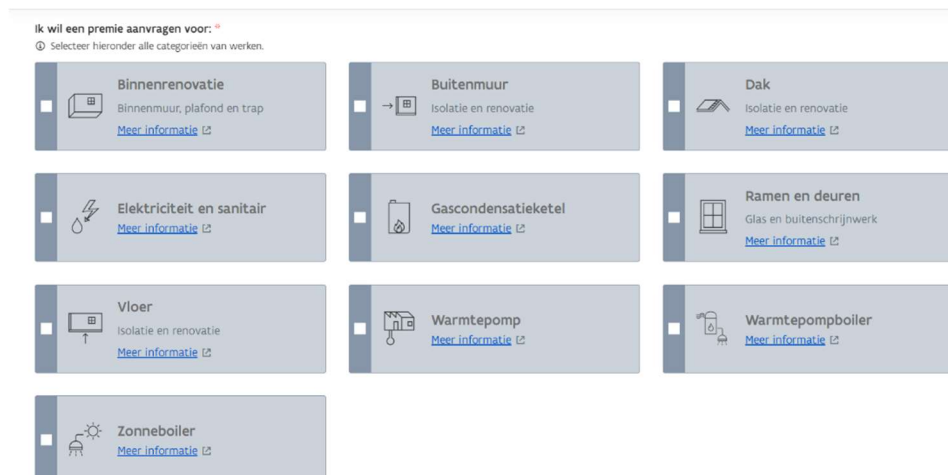 Ik wil een premie aanvragen voor: *
Selecteer hieronder alle categorieën van werken.
Binnenrenovatie
Binnenmuur, plafond en trap
Meer informatie
Buitenmuur
Isolatie en renovatie
Meer informatie
Dak
Isolatie en renovatie
Meer informatie
Elektriciteit en sanitair
Meer informatie
Gascondensatieketel
Meer informatie
Ramen en deuren
Glas en buitenschrijnwerk
Meer informatie
Vloer
Isolatie en renovatie
Meer informatie
Warmtepomp
Meer informatie
Warmtepompboiler
Meer informatie
Zonneboiler
Meer informatie